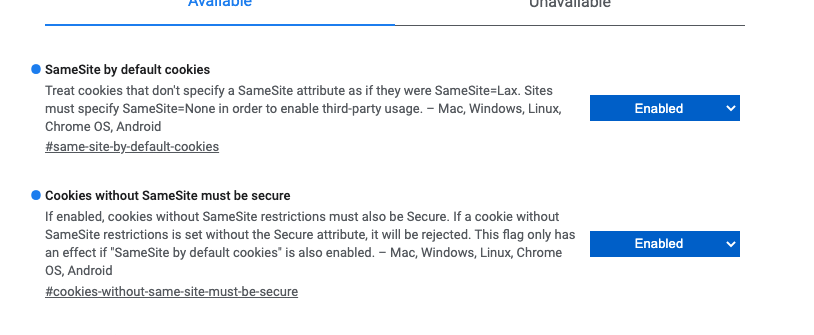 Available Unavailable
SameSite by default cookies
Treat cookies that don't specify a SameSite attribute as if they were SameSite=Lax. Sites
must specify SameSite=None in order to enable third-party usage. – Mac, Windows, Linux,
Chrome OS, Android
#same-site-by-default-cookies
Enabled
Cookies without SameSite must be secure
If enabled, cookies without SameSite restrictions must also be Secure. If a cookie without
SameSite restrictions is set without the Secure attribute, it will be rejected. This flag only has
an effect if "SameSite by default cookies" is also enabled. – Mac, Windows, Linux, Chrome
OS, Android
#cookies-without-same-site-must-be-secure
Enabled